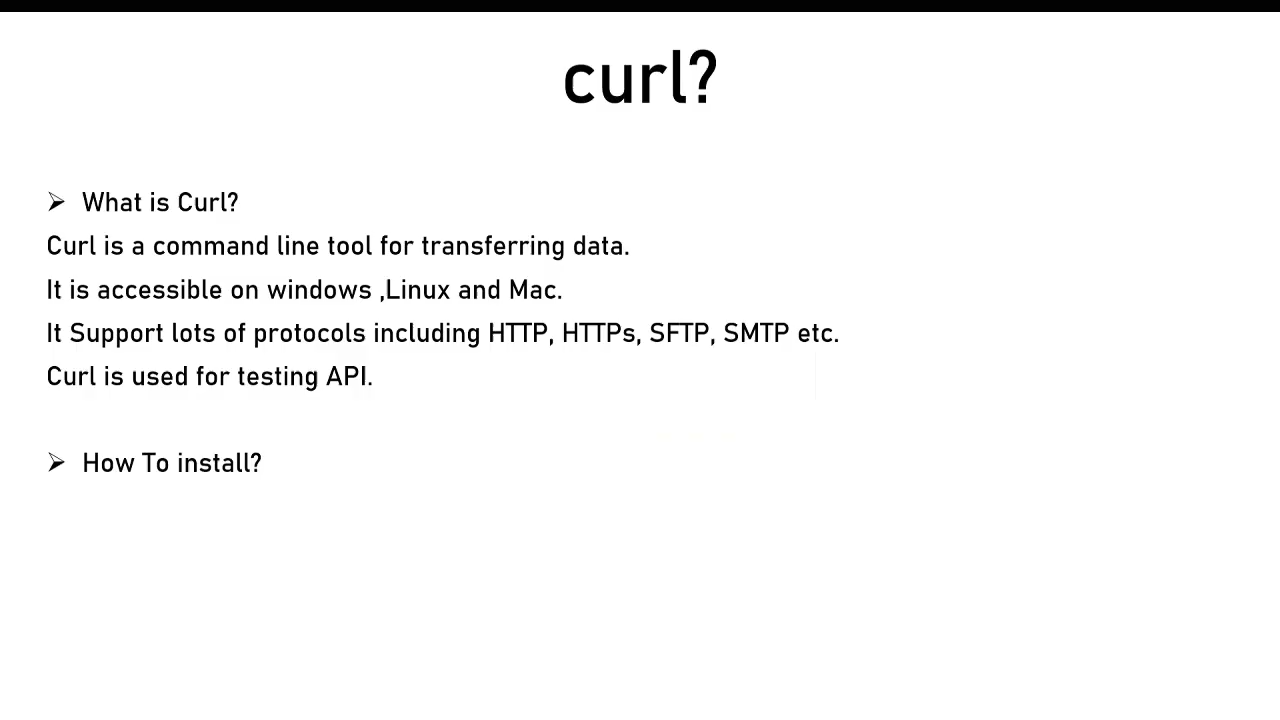 curl?
➢ What is Curl?
Curl is a command line tool for transferring data.
It is accessible on windows ,Linux and Mac.
It Support lots of protocols including HTTP, HTTPs, SFTP, SMTP etc.
Curl is used for testing API.
➢ How To install?